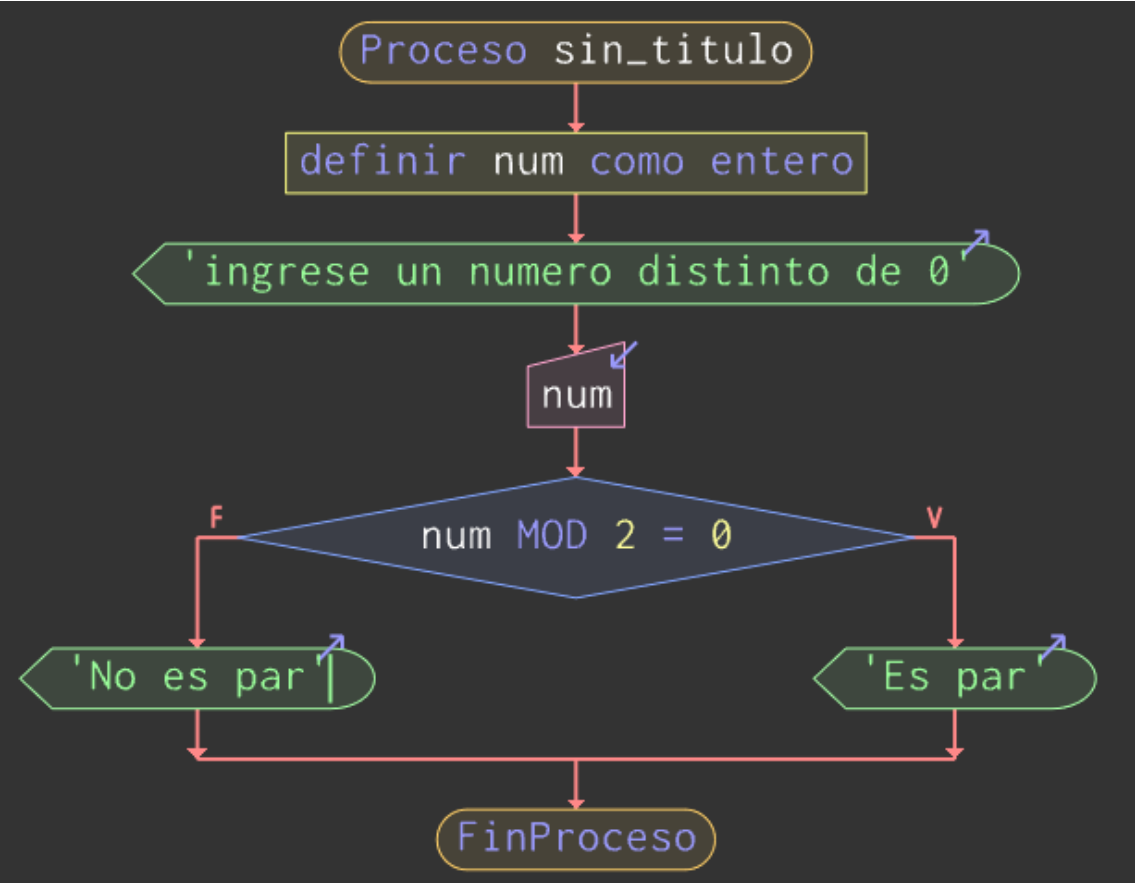 Proceso sin_titulo
definir num como entero
'ingrese un numero distinto de 0'
num
F
num MOD 2 = 0
V
'No es par'
'Es par'
FinProceso